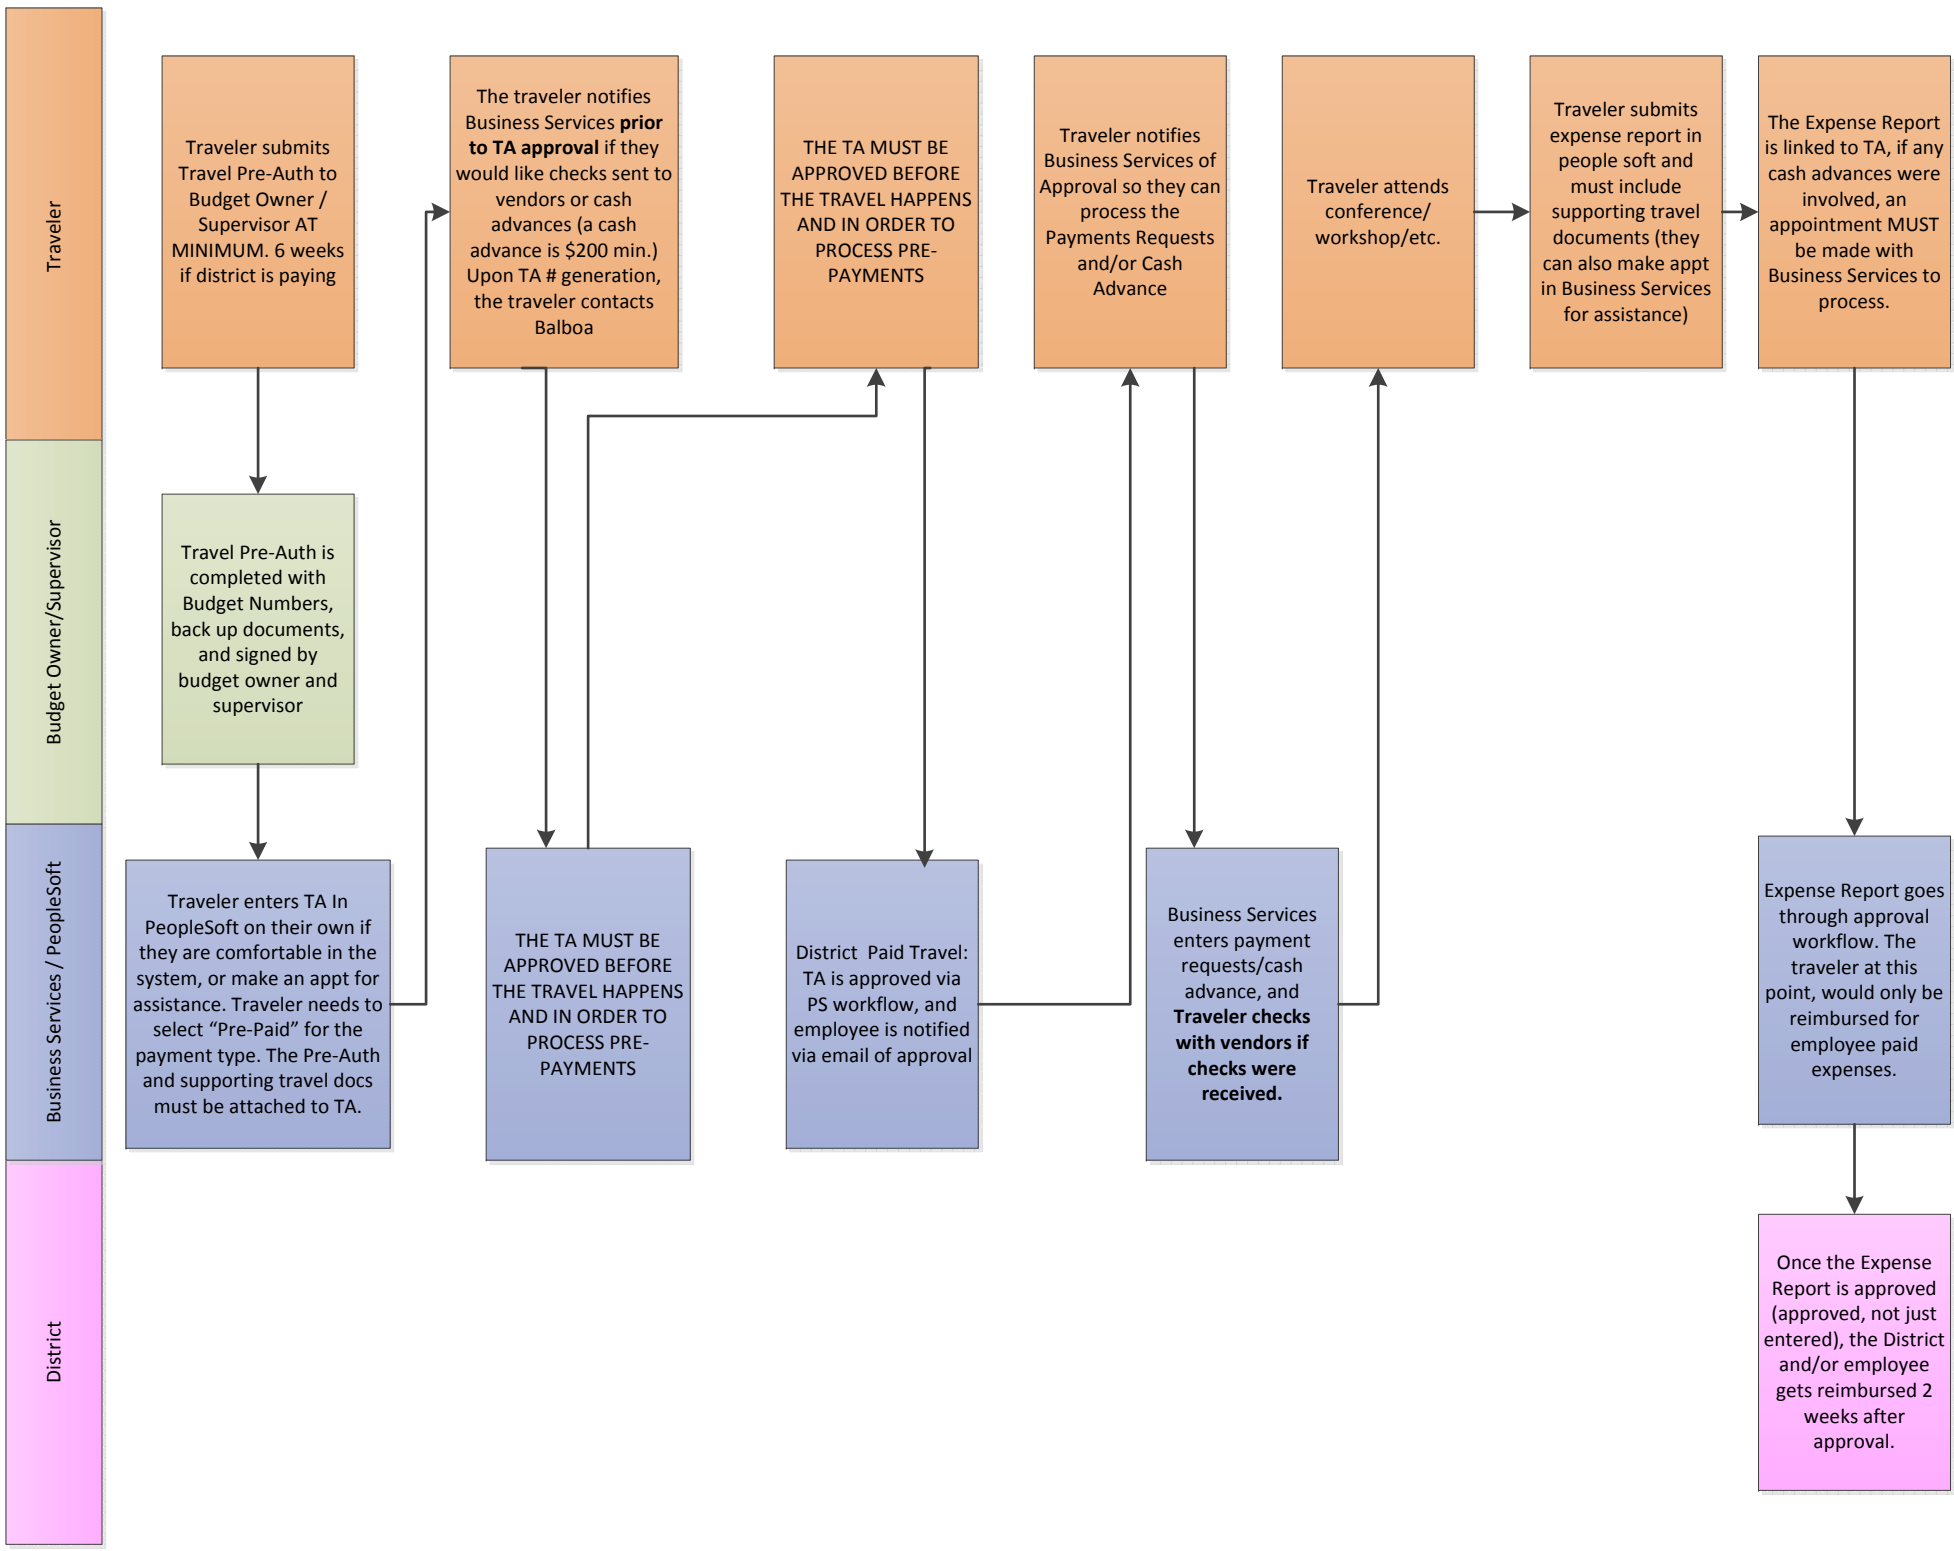 Traveler
Traveler submits
Travel Pre-Auth to
Budget Owner /
Supervisor AT
MINIMUM. 6 weeks
if district is paying
The traveler notifies
Business Services prior
to TA approval if they
would like checks sent to
vendors or cash
advances (a cash
advance is $200 min.)
Upon TA # generation,
the traveler contacts
Balboa
THE TA MUST BE
APPROVED BEFORE
THE TRAVEL HAPPENS
AND IN ORDER TO
PROCESS PRE-
PAYMENTS
Traveler notifies
Business Services of
Approval so they can
process the
Payments Requests
and/or Cash
Advance
Traveler attends
conference/
workshop/etc.
Traveler submits
expense report in
people soft and
must include
supporting travel
documents (they
can also make appt
in Business Services
for assistance)
The Expense Report
is linked to TA, if any
cash advances were
involved, an
appointment MUST
be made with
Business Services to
process.
Budget Owner/Supervisor
Travel Pre-Auth is
completed with
Budget Numbers,
back up documents,
and signed by
budget owner and
supervisor
Business Services / PeopleSoft
Traveler enters TA In
PeopleSoft on their own if
they are comfortable in the
system, or make an appt for
assistance. Traveler needs to
select “Pre-Paid” for the
payment type. The Pre-Auth
and supporting travel docs
must be attached to TA.
THE TA MUST BE
APPROVED BEFORE
THE TRAVEL HAPPENS
AND IN ORDER TO
PROCESS PRE-
PAYMENTS
District Paid Travel:
TA is approved via
PS workflow, and
employee is notified
via email of approval
Business Services
enters payment
requests/cash
advance, and
Traveler checks
with vendors if
checks were
received.
Expense Report goes
through approval
workflow. The
traveler at this
point, would only be
reimbursed for
employee paid
expenses.
District
Once the Expense
Report is approved
(approved, not just
entered), the District
and/or employee
gets reimbursed 2
weeks after
approval.